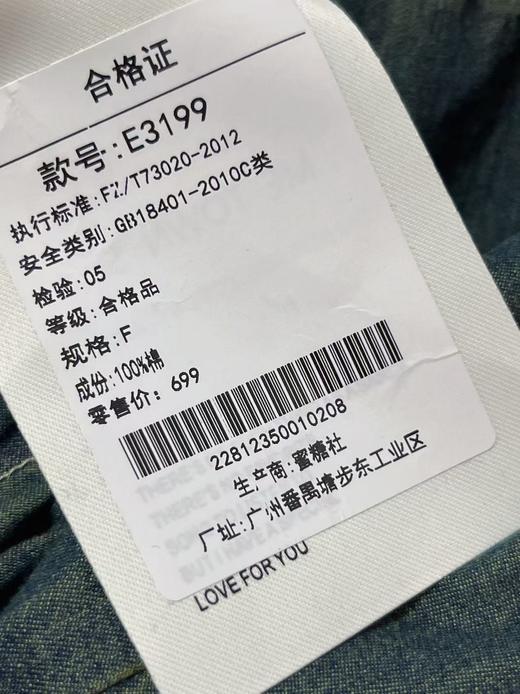 合格证
款号:E3199
执行标准:FZ/T73020-2012
安全类别:GB18401-2010C类
检验:05
等级:合格品
规格:F
成份:100%棉
零售价: 699
22812350010208
生产商:蜜糖社
厂址:广州番禺塘步东工业区
LOVE FOR YOU